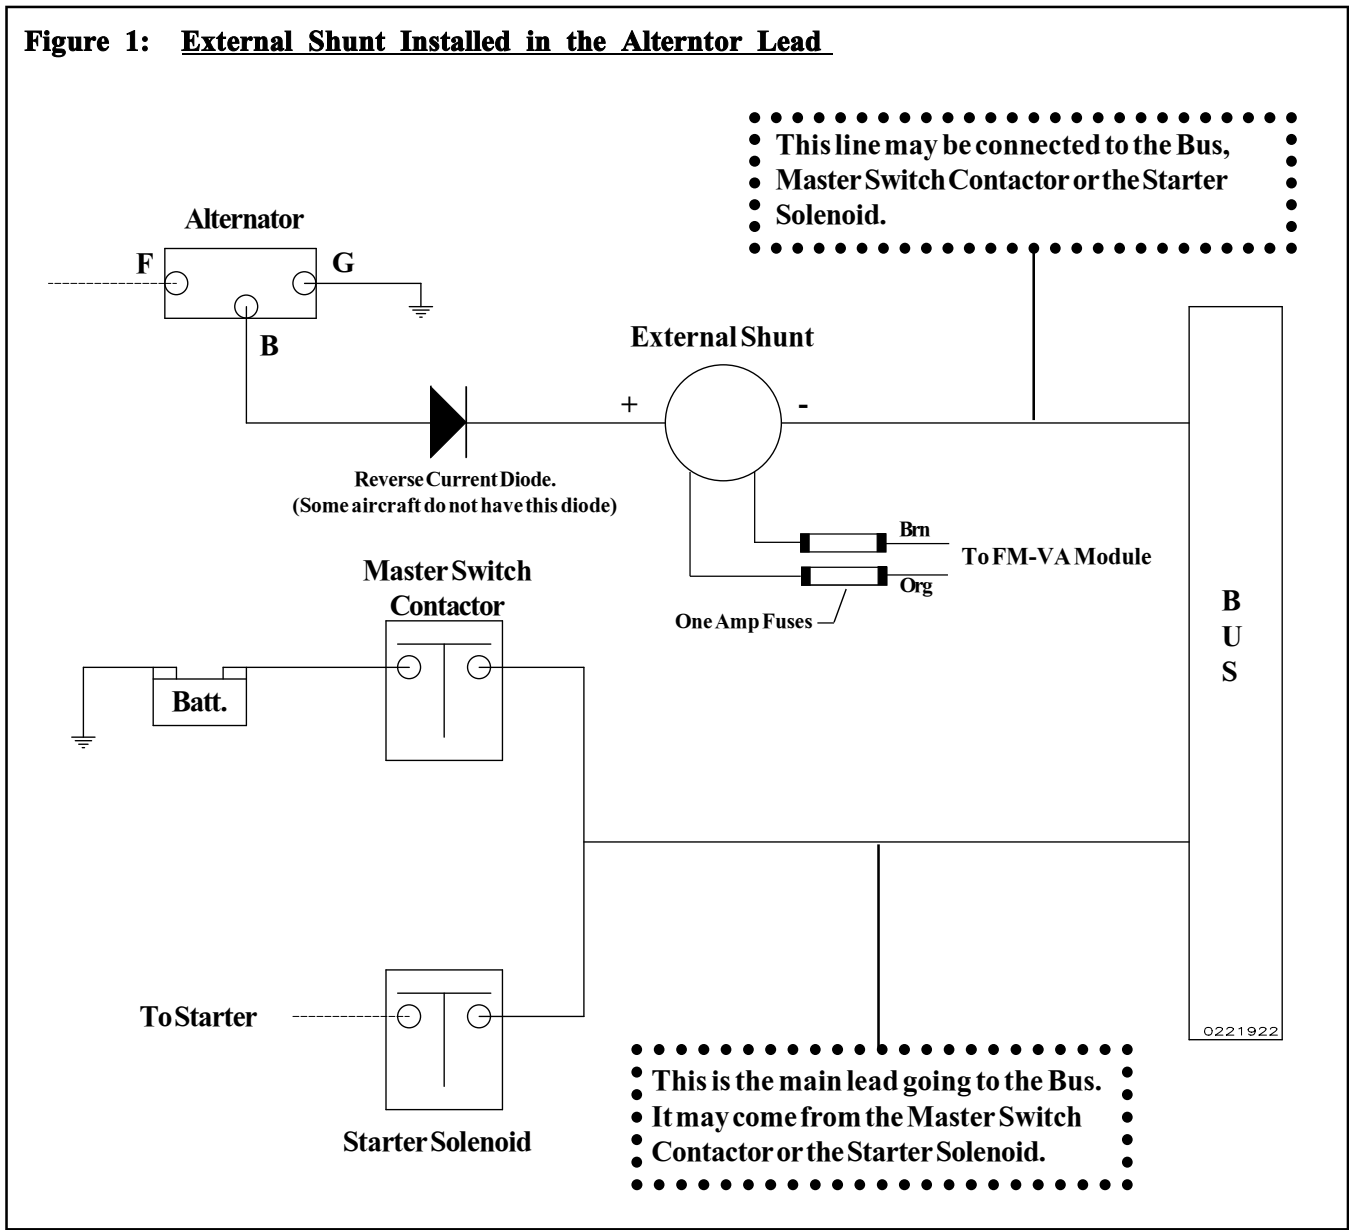 Figure 1: External Shunt Installed in the Alterntor Lead
This line may be connected to the Bus,
Master Switch Contactor or the Starter
Solenoid.
Alternator
F
G
B
External Shunt
+
-
Reverse Current Diode.
(Some aircraft do not have this diode)
Brn
To FM-VA Module
Org
One Amp Fuses
Master Switch
Contactor
Batt.
B
U
S
To Starter
Starter Solenoid
0221922
This is the main lead going to the Bus.
It may come from the Master Switch
Contactor or the Starter Solenoid.